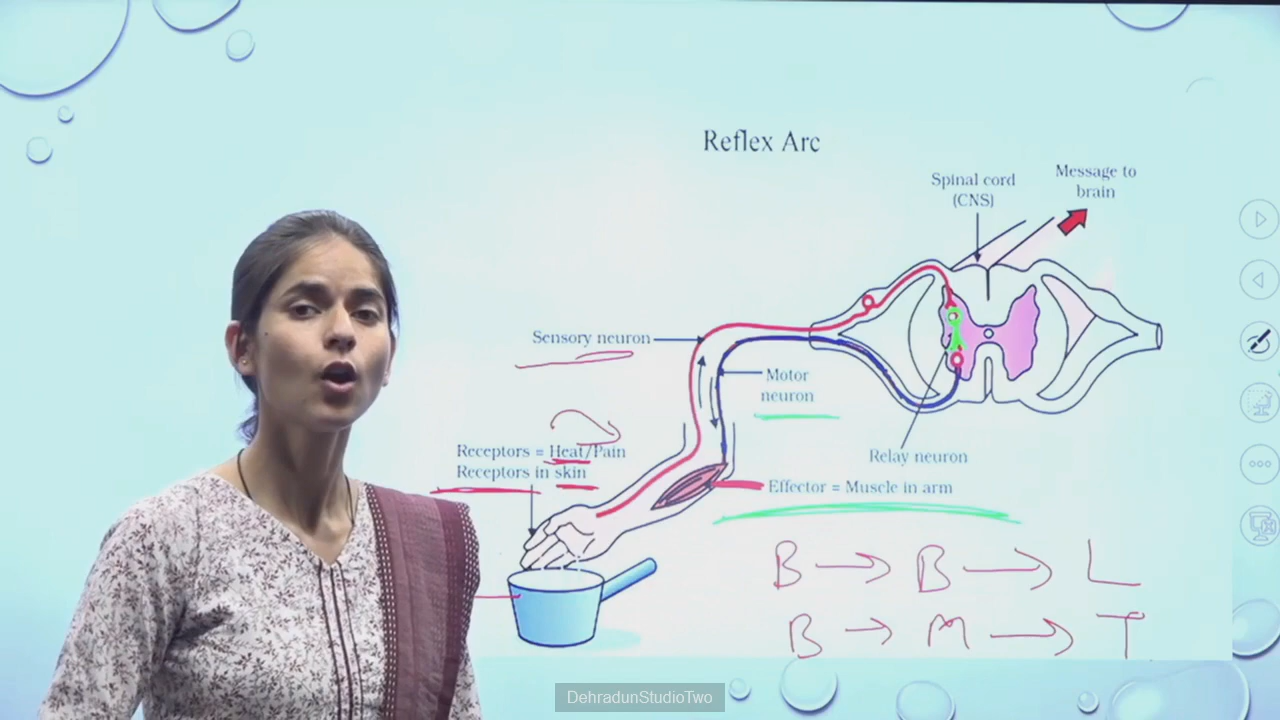 Reflex Arc
Spinal cord
(CNS)
Message to
brain
Sensory neuron
Motor
neuron
Receptors = Heat/Pain
Receptors in skin
Relay neuron
Effector = Muscle in arm
B → B → L
B → M → T
DehradunStudioTwo